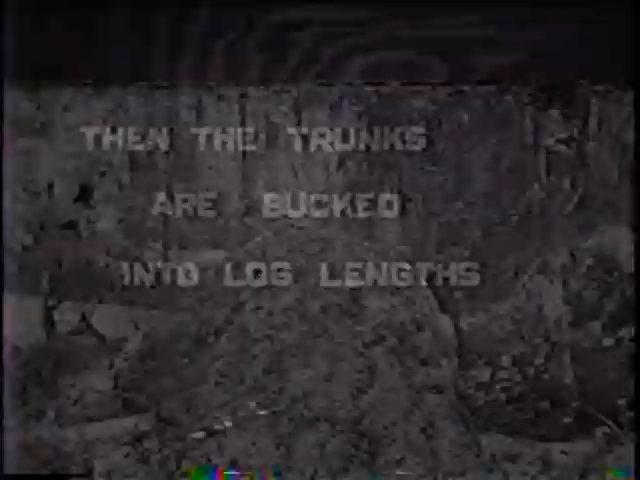 THEN THE TRUNKS
ARE BUCKED
INTO LOG LENGTHS